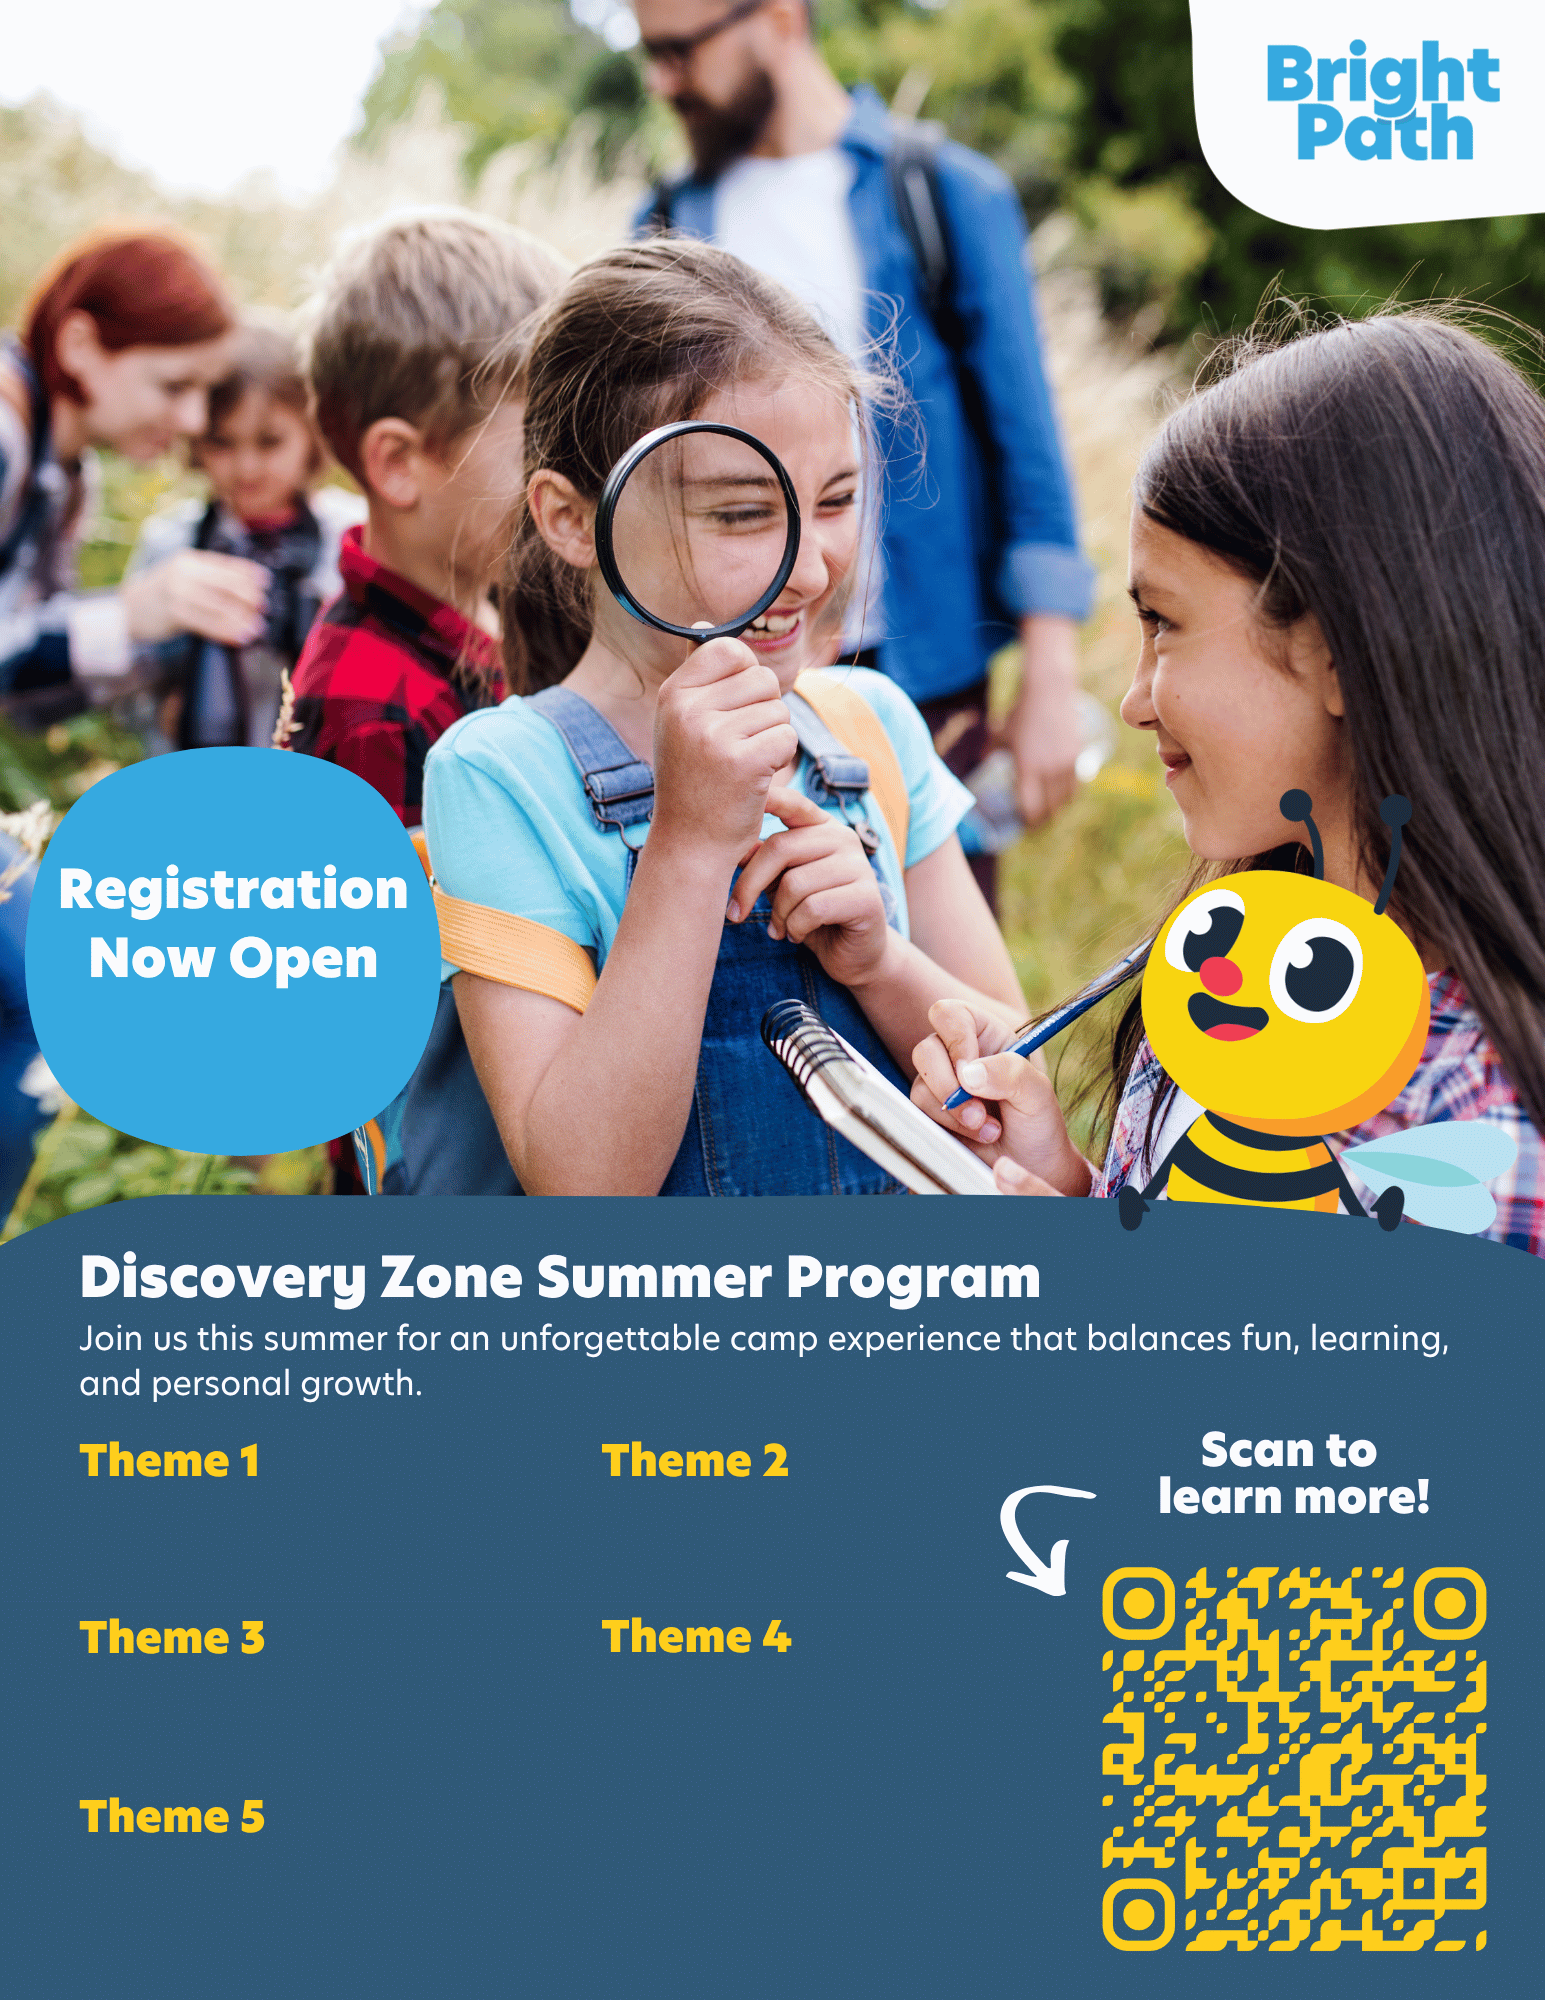 Bright
Path
Registration
Now Open
Discovery Zone Summer Program
Join us this summer for an unforgettable camp experience that balances fun, learning,
and personal growth.
Theme 1
Theme 2
Scan to
learn more!
Theme 3
Theme 4
Theme 5